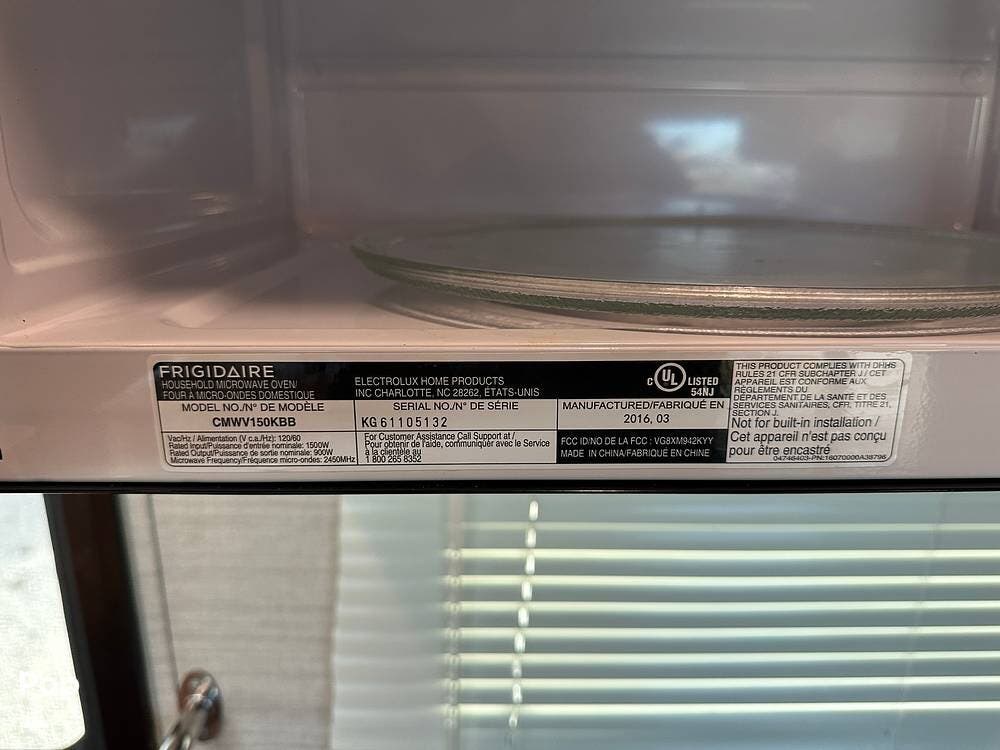 FRIGIDAIRE
HOUSEHOLD MICROWAVE OVEN/
FOUR A MICRO-ONDES DOMESTIQUE
ELECTROLUX HOME PRODUCTS
INC CHARLOTTE, NC 28262, ÉTATS-UNIS
C UL LISTED
54NJ
MODEL NO./N° DE MODÈLE
CMWV150KBB
SERIAL NO./N° DE SÉRIE
KG61105132
MANUFACTURED/FABRIQUÉ EN
2016, 03
Vac/Hz / Alimentation (V c.a./Hz): 120/60
Rated Input/Puissance d'entrée nominale: 1500W
Rated Output/Puissance de sortie nominale: 900W
Microwave Frequency/Fréquence micro-ondes: 2450MHz
For Customer Assistance Call Support at /
Pour obtenir de l'aide, communiquer avec le Service
à la clientèle au
1 800 265 8352
FCC ID/NO DE LA FCC : VG8XM942KYY
MADE IN CHINA/FABRIQUE EN CHINE
THIS PRODUCT COMPLIES WITH DHHS
RULES 21 CFR SUBCHAPTER J / CET
APPAREIL EST CONFORME AUX
RÈGLEMENTS DU
DÉPARTEMENT DE LA SANTÉ ET DES
SERVICES SANITAIRES, CFR, TITRE 21,
SECTION J.
Not for built-in installation /
Cet appareil n'est pas conçu
pour être encastré
04746403-PN:16070000A38796